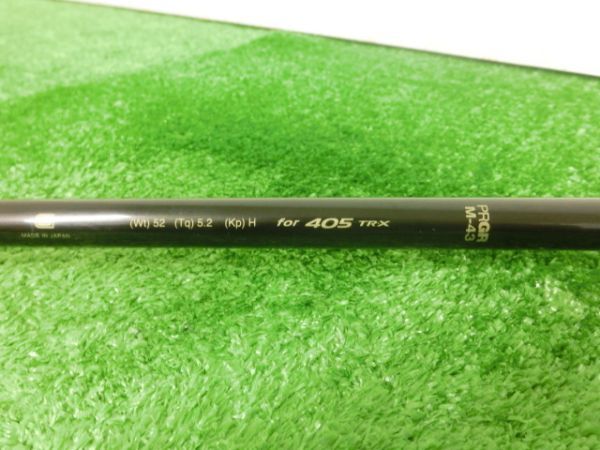 MADE IN JAPAN
(Wt) 52 (Tq) 5.2 (Kp) H for 405 TRX
PRGR
M-43